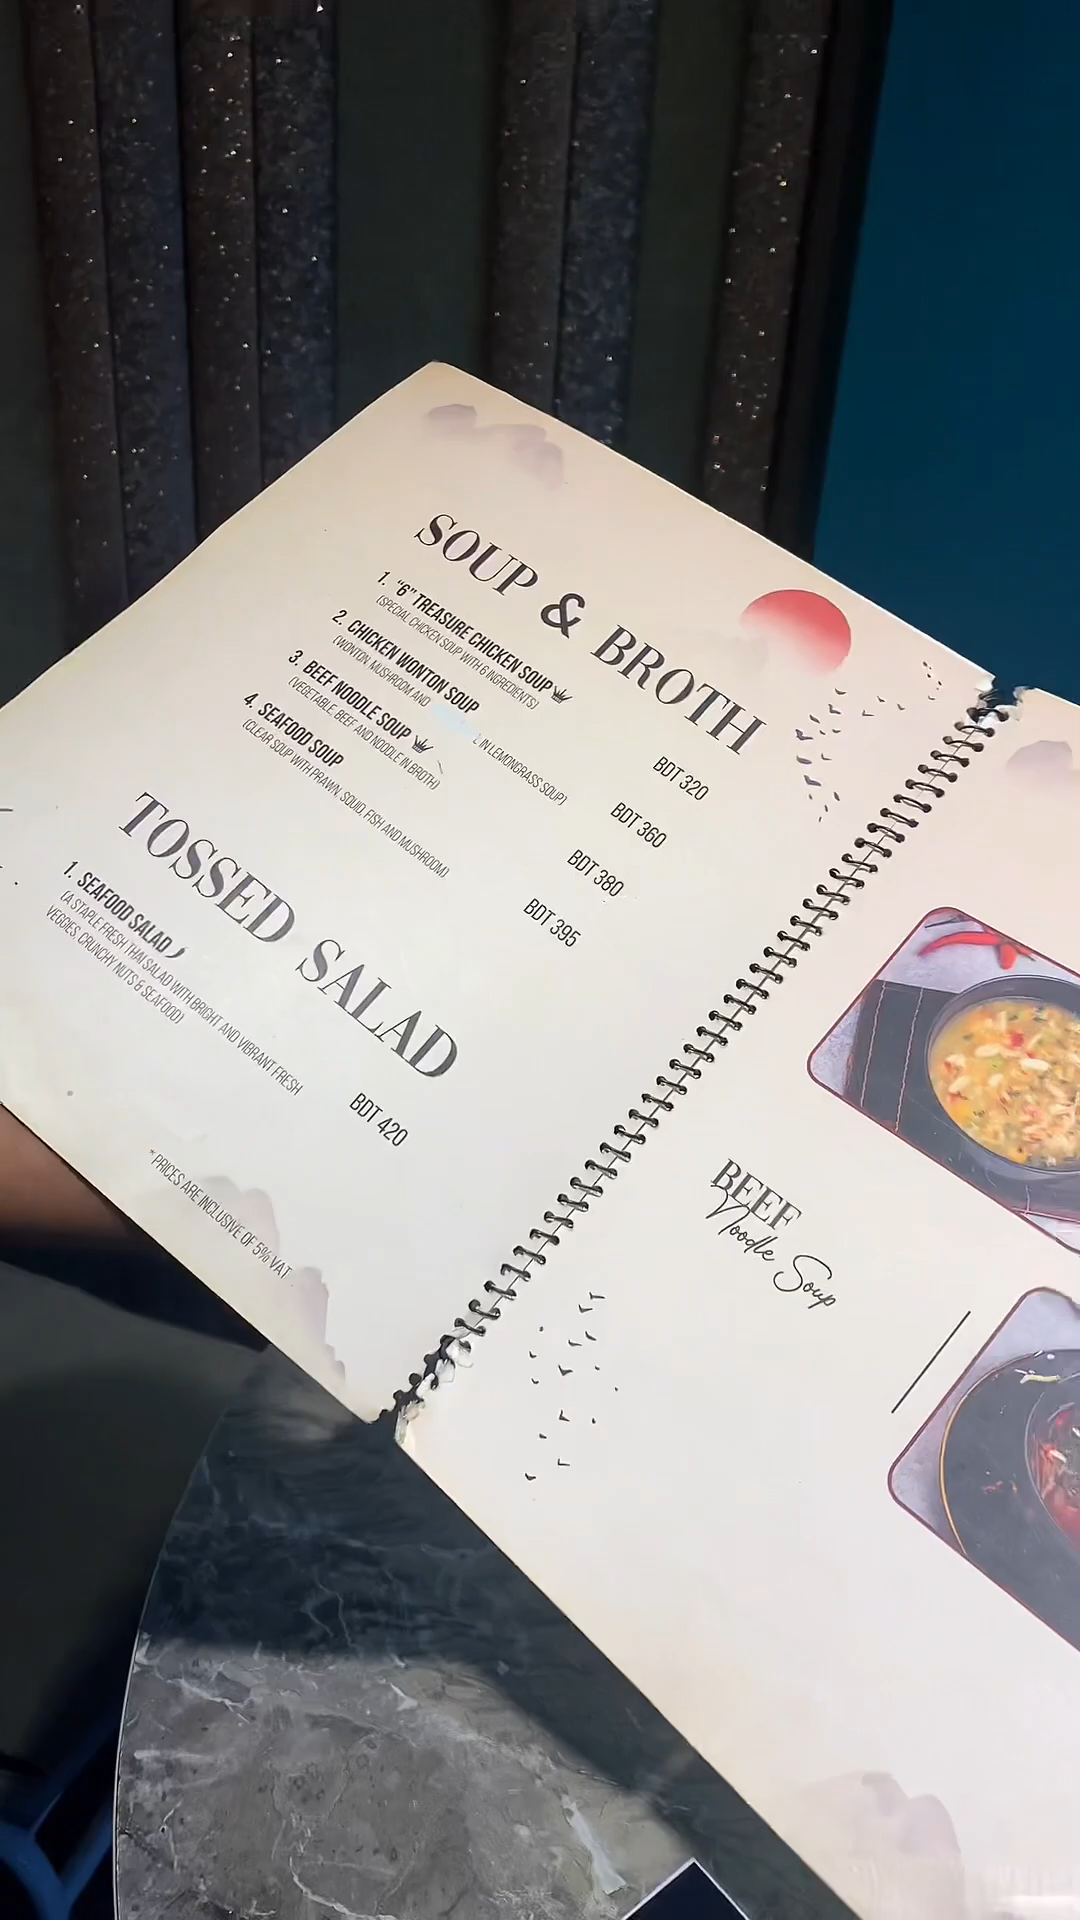 SOUP & BROTH
1. "6" TREASURE CHICKEN SOUP BDT 320
(SPECIAL CHICKEN SOUP WITH 6 INGREDIENTS)
2. CHICKEN WONTON SOUP BDT 360
(WONTON, MUSHROOM AND IN LEMONGRASS SOUP)
3. BEEF NOODLE SOUP BDT 380
(VEGETABLE, BEEF AND NOODLE IN BROTH)
4. SEAFOOD SOUP BDT 395
(CLEAR SOUP WITH PRAWN, SQUID, FISH AND MUSHROOM)
TOSSED SALAD
1. SEAFOOD SALAD BDT 420
(A STAPLE FRESH THAI SALAD WITH BRIGHT AND VIBRANT FRESH
VEGGIES, CRUNCHY NUTS & SEAFOOD)
*PRICES ARE INCLUSIVE OF 5% VAT
BEEF
Noodle Soup